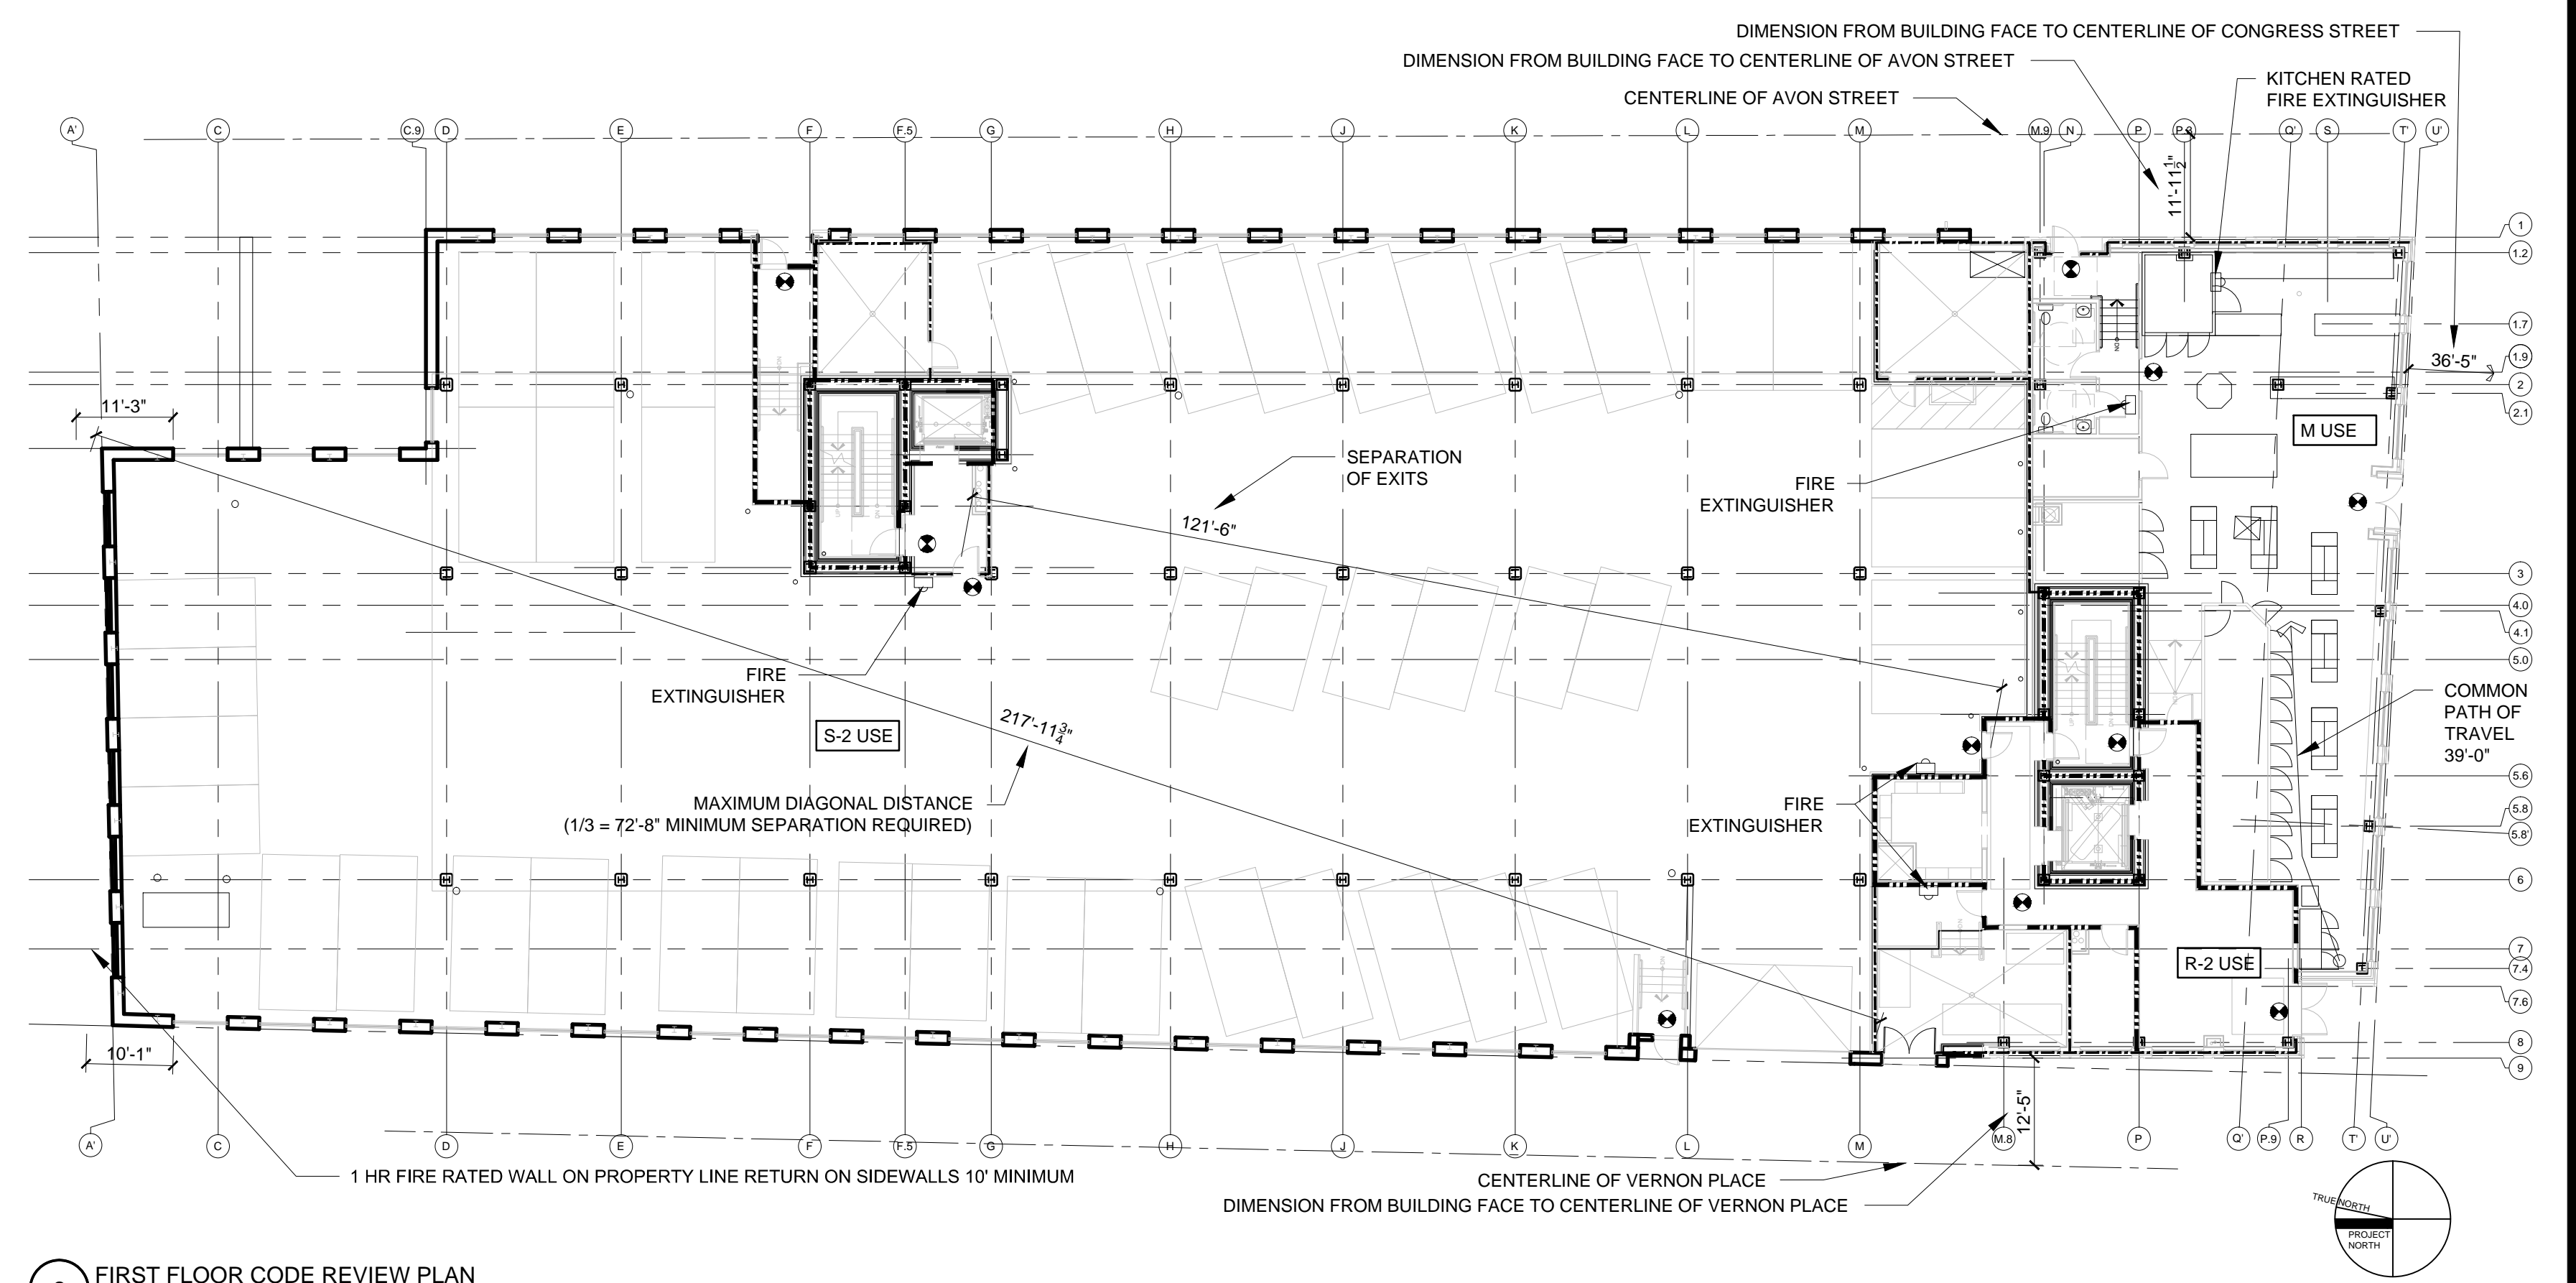 DIMENSION FROM BUILDING FACE TO CENTERLINE OF CONGRESS STREET
DIMENSION FROM BUILDING FACE TO CENTERLINE OF AVON STREET
CENTERLINE OF AVON STREET
KITCHEN RATED
FIRE EXTINGUISHER
A'
C
C.9
D
E
F
F.5
G
H
J
K
L
M
M.9
N
P
Q'
S
T'
U'
11'-11 1/2"
1
1.2
1.7
1.9
2
2.1
36'-5"
M USE
11'-3"
SEPARATION
OF EXITS
121'-6"
FIRE
EXTINGUISHER
3
4.0
4.1
5.0
FIRE
EXTINGUISHER
S-2 USE
217'-11 3/4"
COMMON
PATH OF
TRAVEL
39'-0"
MAXIMUM DIAGONAL DISTANCE
(1/3 = 72'-8" MINIMUM SEPARATION REQUIRED)
FIRE
EXTINGUISHER
5.6
5.8
5.8'
6
7
7.4
7.6
8
9
R-2 USE
10'-1"
12'-5"
A'
C
D
E
F
F.5
G
H
J
K
L
M
M.8
P
Q'
P.9
R
T'
U'
1 HR FIRE RATED WALL ON PROPERTY LINE RETURN ON SIDEWALLS 10' MINIMUM
CENTERLINE OF VERNON PLACE
DIMENSION FROM BUILDING FACE TO CENTERLINE OF VERNON PLACE
TRUE NORTH
PROJECT
NORTH
FIRST FLOOR CODE REVIEW PLAN